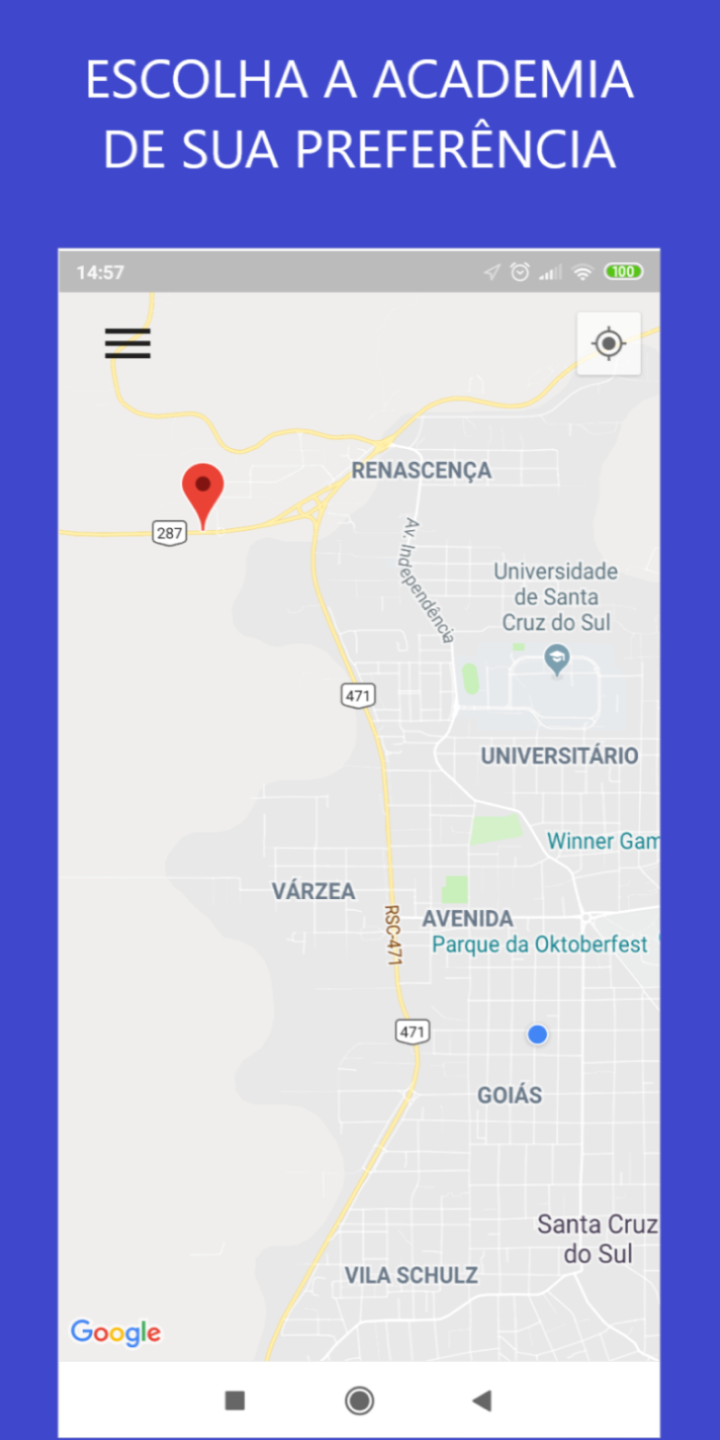 ESCOLHA A ACADEMIA
DE SUA PREFERÊNCIA
14:57
100
RENASCENÇA
287
Av. Independência
Universidade
de Santa
Cruz do Sul
471
UNIVERSITÁRIO
Winner Gam
VÁRZEA
RSC-471
AVENIDA
Parque da Oktoberfest
471
GOIÁS
Santa Cruz
do Sul
VILA SCHULZ
Google